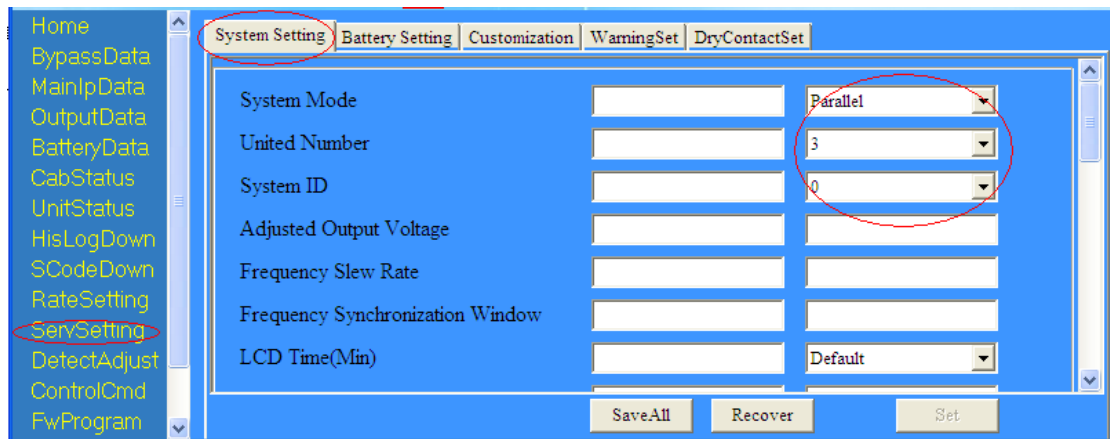 Home
BypassData
MainIpData
OutputData
BatteryData
CabStatus
UnitStatus
HisLogDown
SCodeDown
RateSetting
ServSetting
DetectAdjust
ControlCmd
FwProgram
System Setting Battery Setting Customization WarningSet DryContactSet
System Mode Parallel
United Number 3
System ID 0
Adjusted Output Voltage
Frequency Slew Rate
Frequency Synchronization Window
LCD Time(Min) Default
SaveAll Recover Set